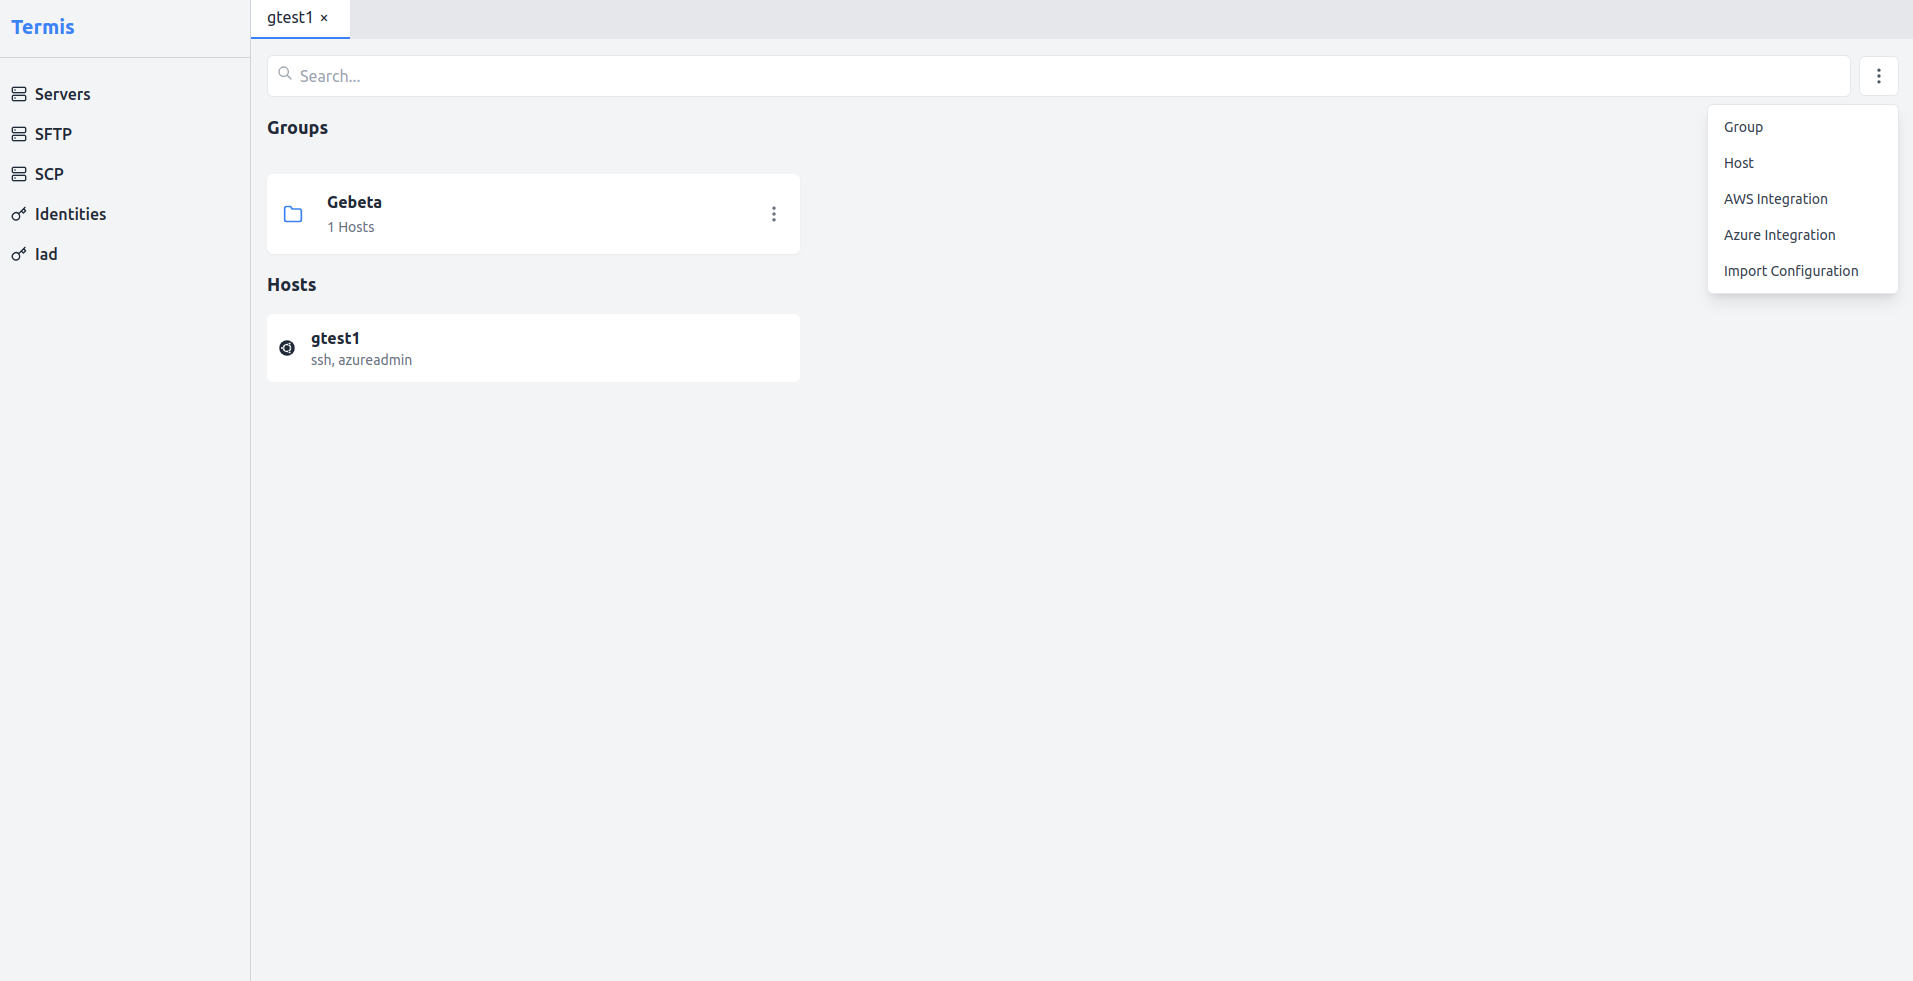 Termis
Servers
SFTP
SCP
Identities
Iad
gtest1 ×
Search...
Groups
Gebeta
1 Hosts
Hosts
gtest1
ssh, azureadmin
Group
Host
AWS Integration
Azure Integration
Import Configuration